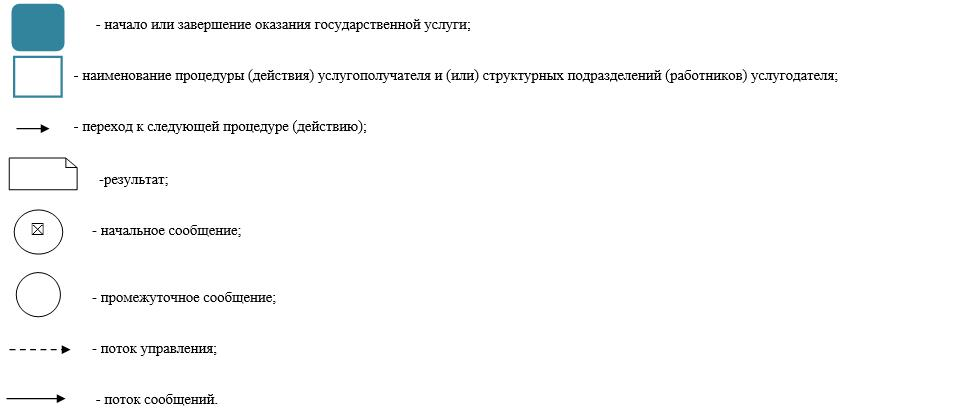 - начало или завершение оказания государственной услуги;
- наименование процедуры (действия) услугополучателя и (или) структурных подразделений (работников) услугодателя;
- переход к следующей процедуре (действию);
-результат;
- начальное сообщение;
- промежуточное сообщение;
- поток управления;
- поток сообщений.